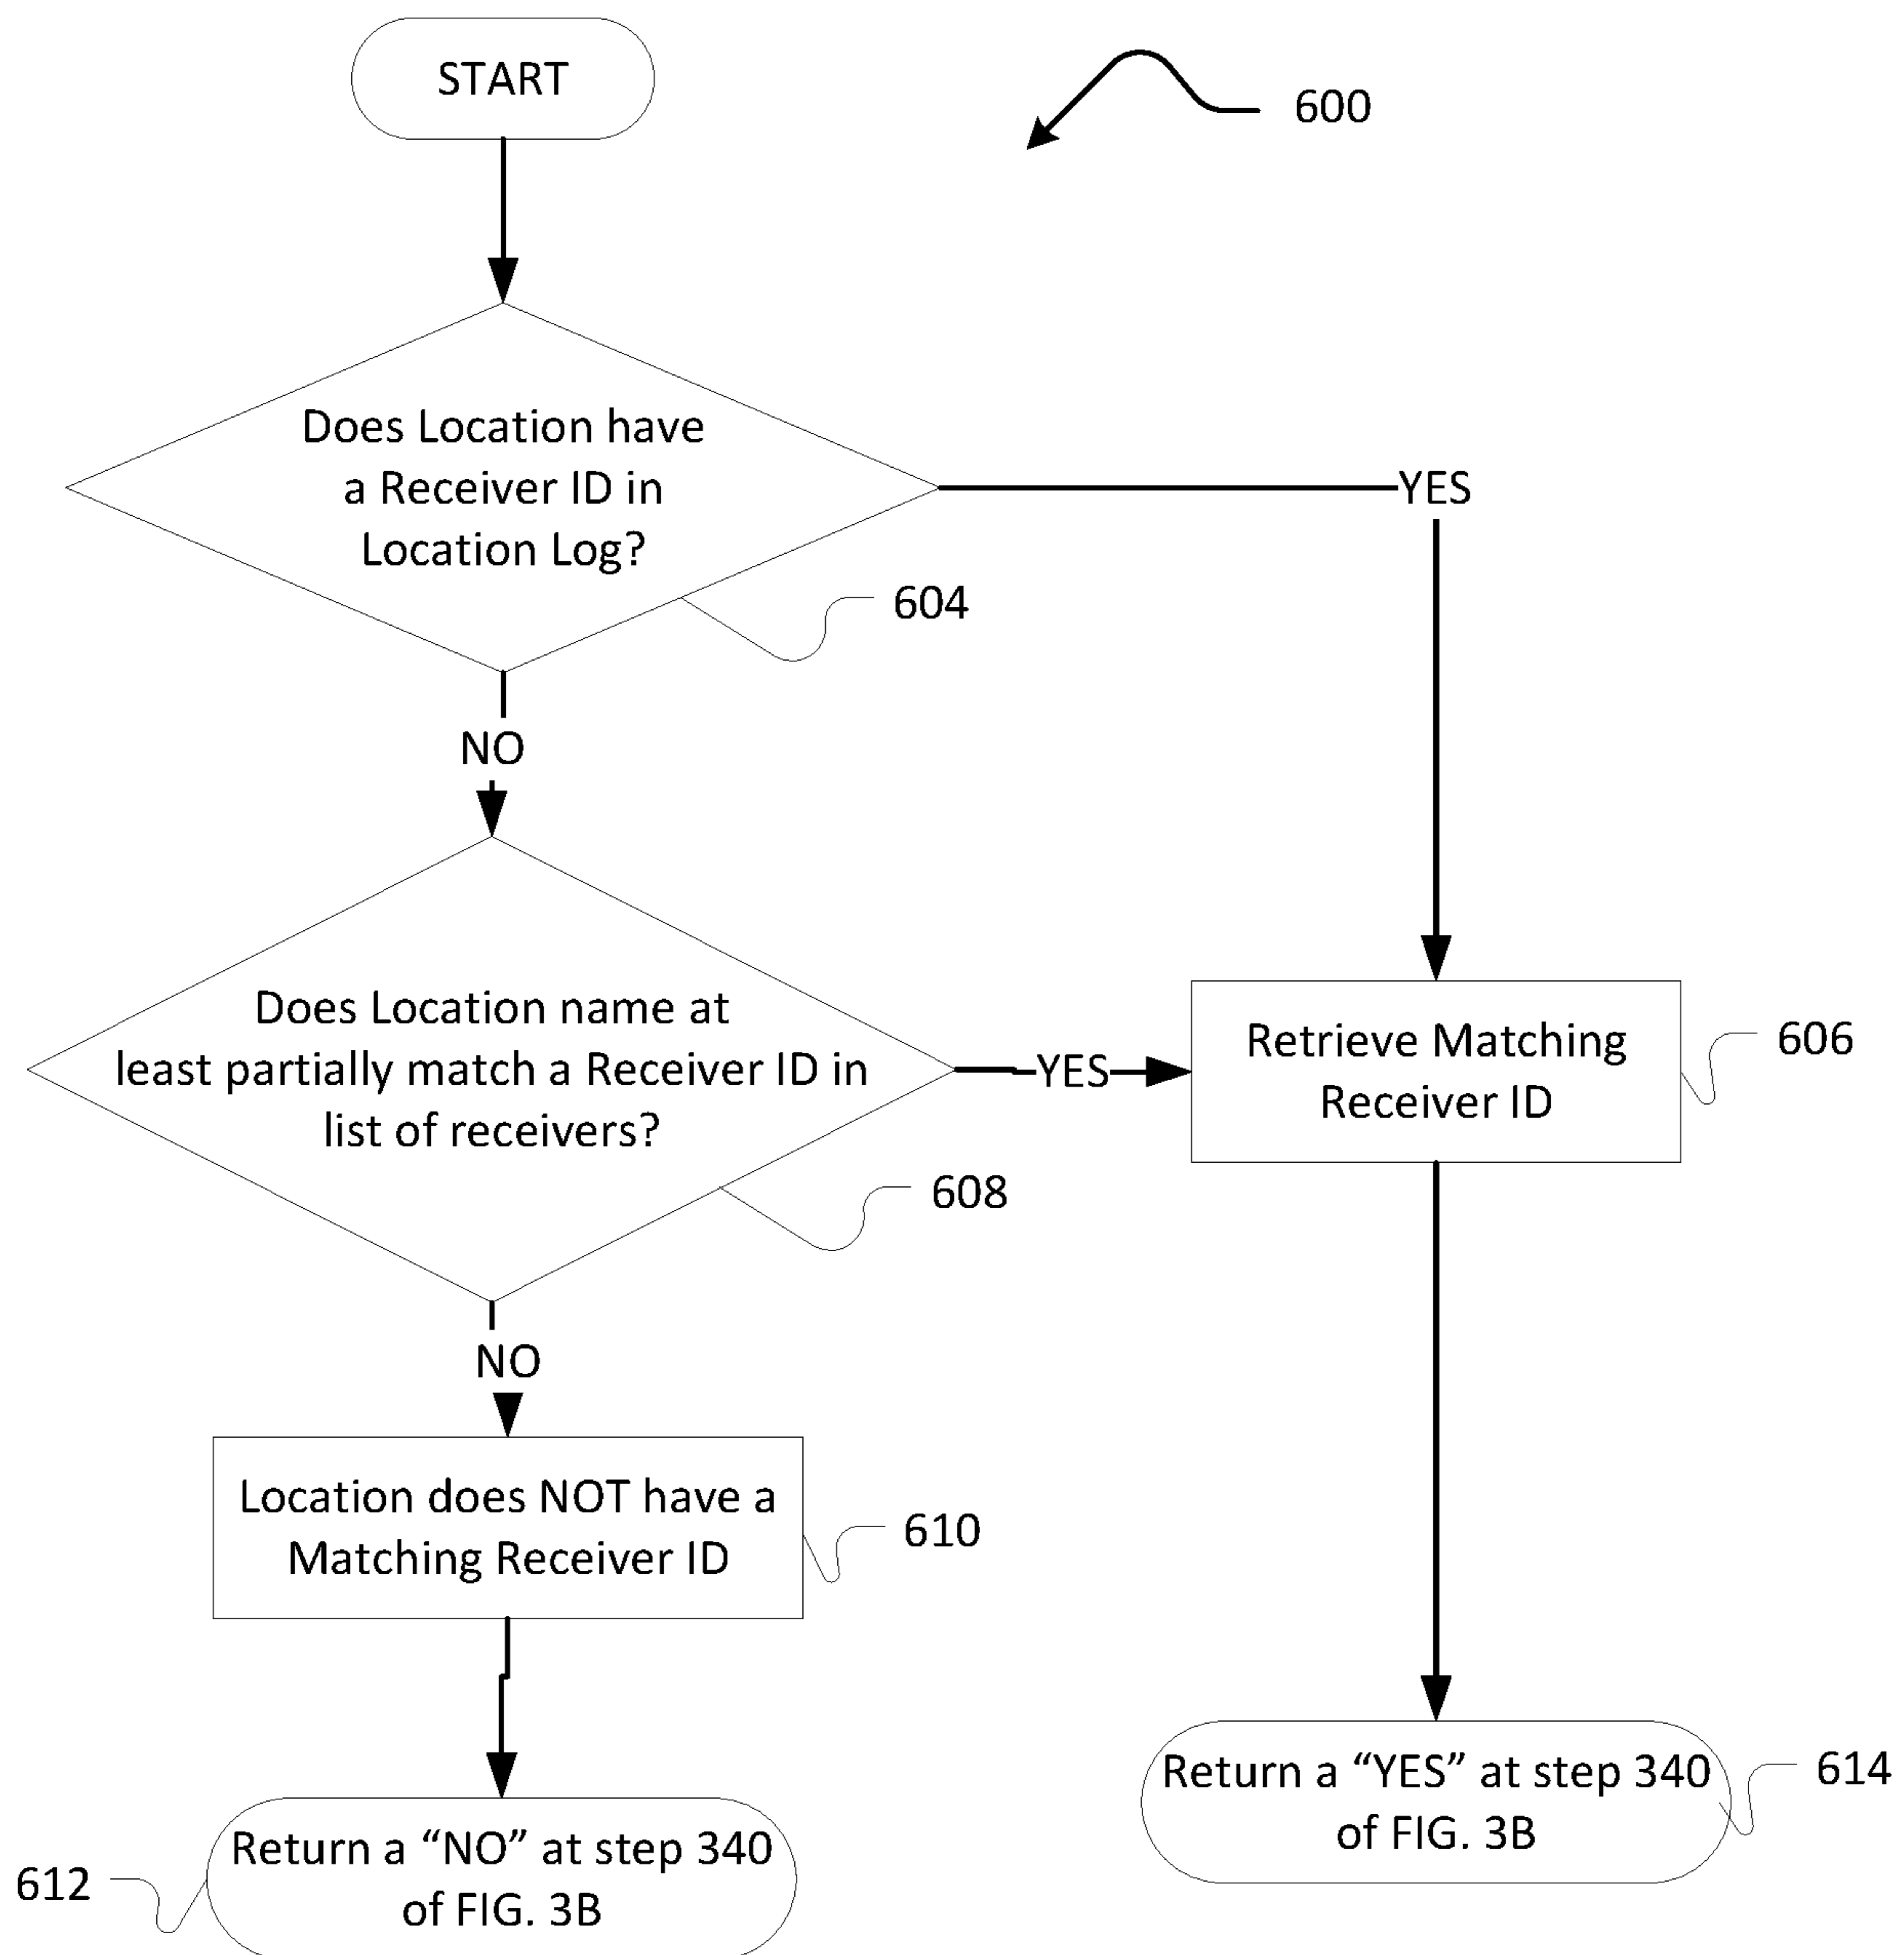 START
600
Does Location have
a Receiver ID in
Location Log?
YES
604
NO
Does Location name at
least partially match a Receiver ID in
list of receivers?
YES
Retrieve Matching
Receiver ID
606
608
NO
Location does NOT have a
Matching Receiver ID
610
Return a “YES” at step 340
of FIG. 3B
614
Return a “NO” at step 340
of FIG. 3B
612